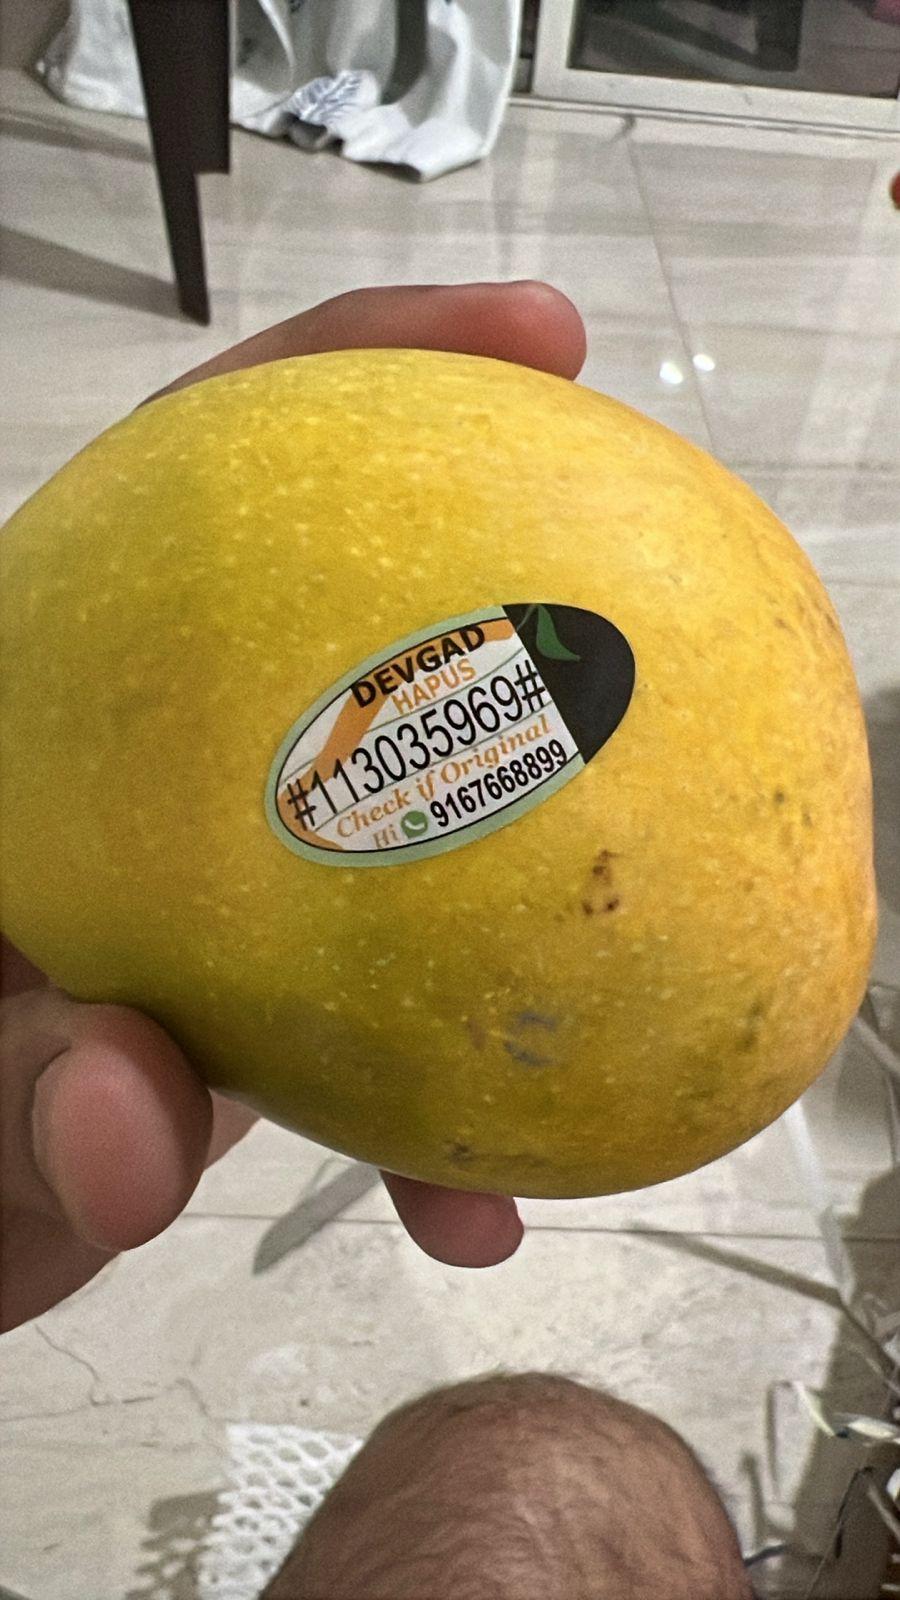 DEVGAD
HAPUS
#113035969#
Check if Original
Hi 9167668899